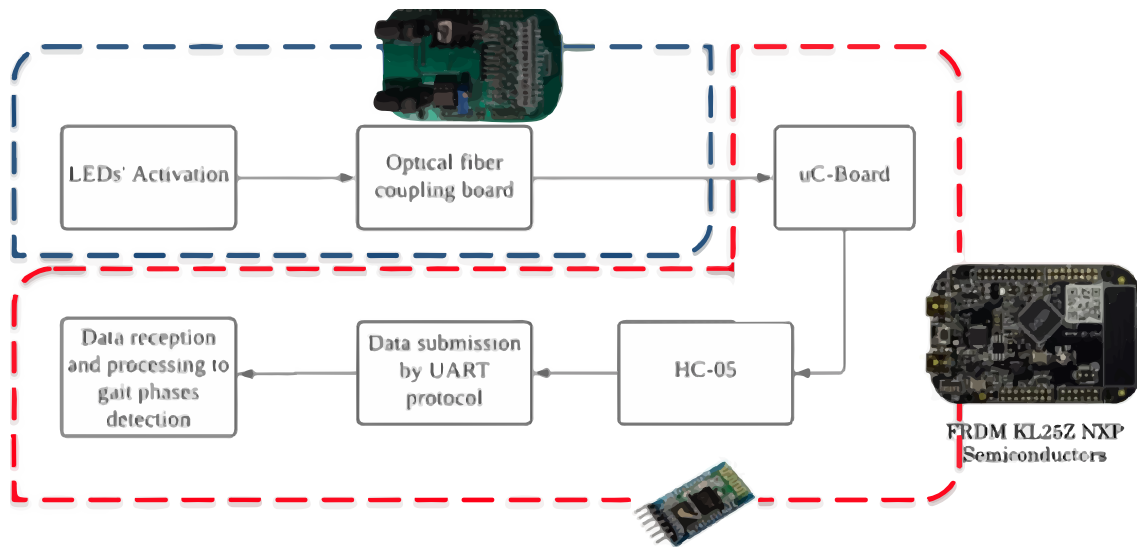 LEDs' Activation
Optical fiber
coupling board
uC-Board
Data reception
and processing to
gait phases
detection
Data submission
by UART
protocol
HC-05
FRDM KL25Z NXP
Semiconductors